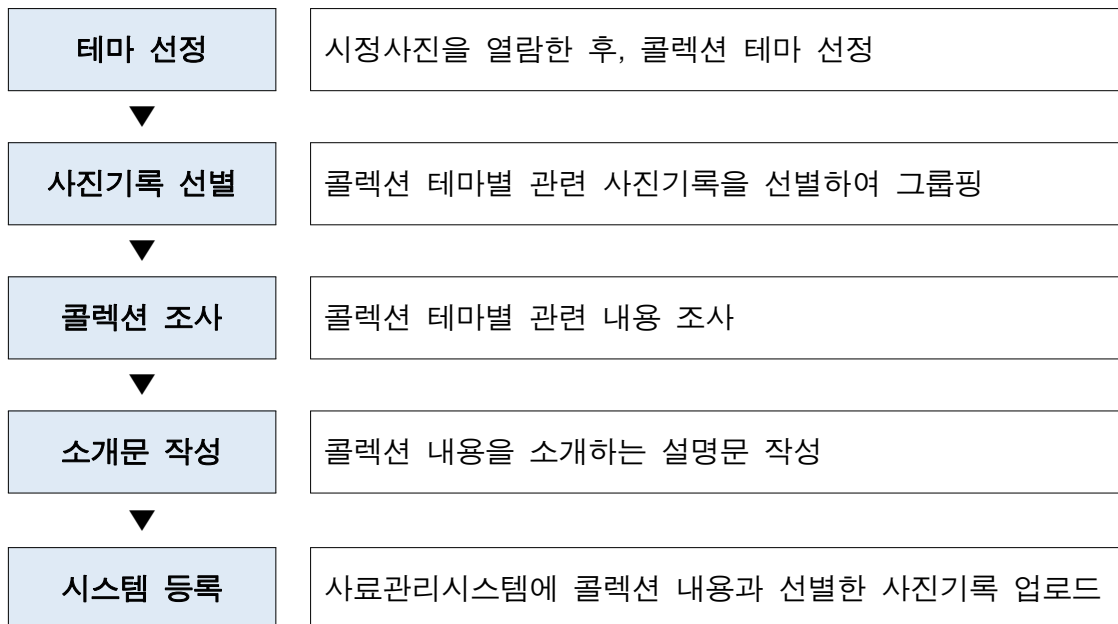 테마 선정
시정사진을 열람한 후, 콜렉션 테마 선정
▼
사진기록 선별
콜렉션 테마별 관련 사진기록을 선별하여 그룹핑
▼
콜렉션 조사
콜렉션 테마별 관련 내용 조사
▼
소개문 작성
콜렉션 내용을 소개하는 설명문 작성
▼
시스템 등록
사료관리시스템에 콜렉션 내용과 선별한 사진기록 업로드